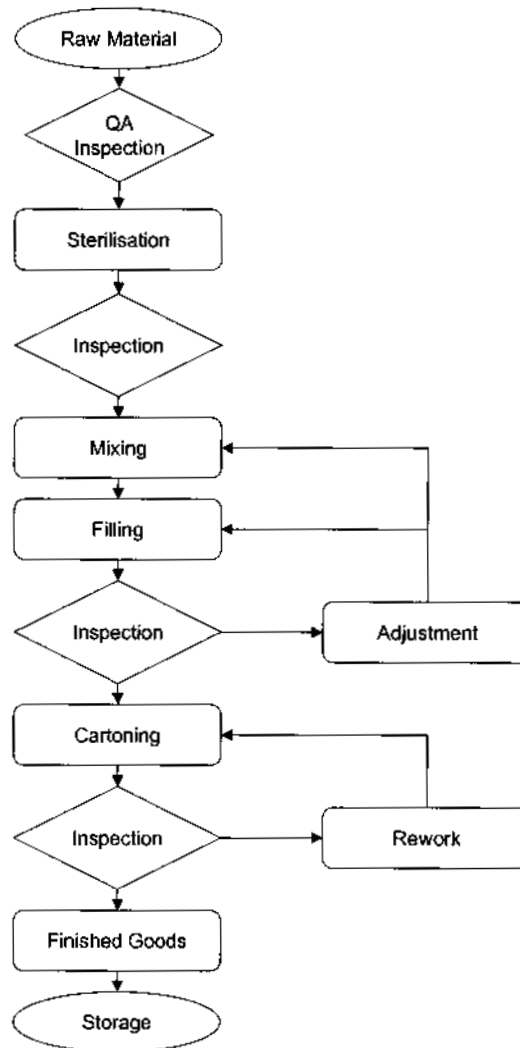 Raw Material
QA
Inspection
Sterilisation
Inspection
Mixing
Filling
Inspection
Adjustment
Cartoning
Inspection
Rework
Finished Goods
Storage